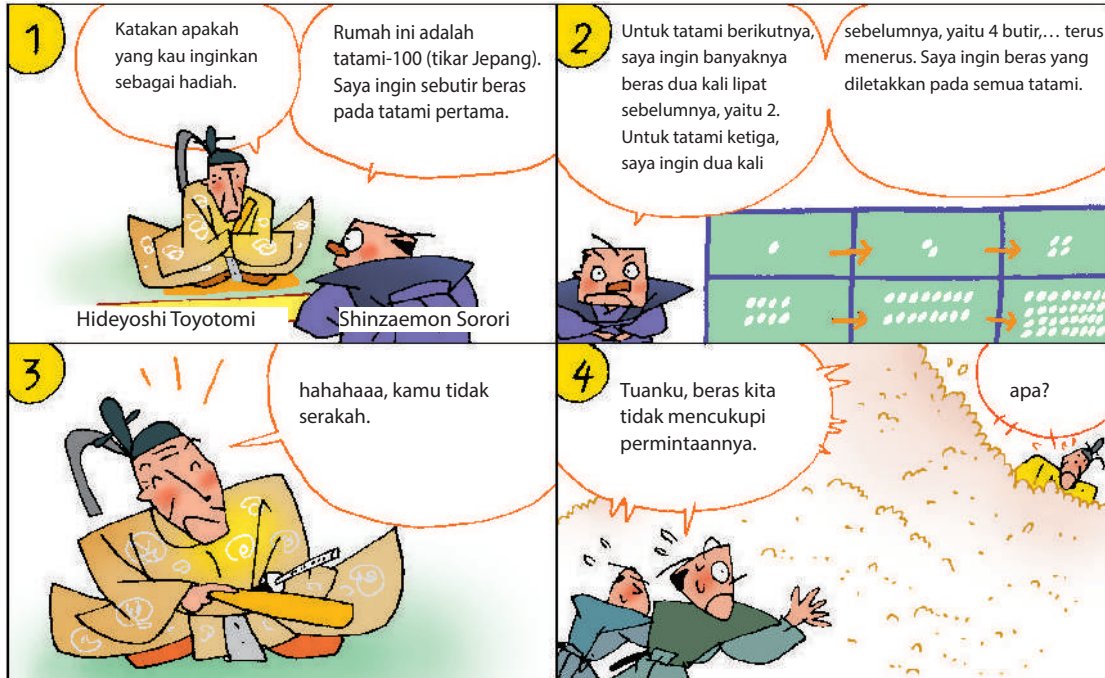 1
Katakan apakah
yang kau inginkan
sebagai hadiah.
Rumah ini adalah
tatami-100 (tikar Jepang).
Saya ingin sebutir beras
pada tatami pertama.
Hideyoshi Toyotomi
Shinzaemon Sorori
2
Untuk tatami berikutnya,
saya ingin banyaknya
beras dua kali lipat
sebelumnya, yaitu 2.
Untuk tatami ketiga,
saya ingin dua kali
sebelumnya, yaitu 4 butir,... terus
menerus. Saya ingin beras yang
diletakkan pada semua tatami.
3
hahahaaa, kamu tidak
serakah.
4
Tuanku, beras kita
tidak mencukupi
permintaannya.
apa?